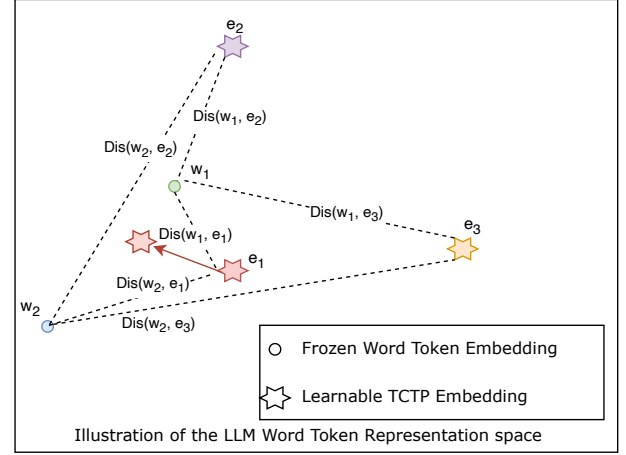 e2
Dis(w1, e2)
Dis(w2, e2)
w1
Dis(w1, e3)
e3
Dis(w1, e1)
e1
Dis(w2, e1)
w2
Dis(w2, e3)
Frozen Word Token Embedding
Learnable TCTP Embedding
Illustration of the LLM Word Token Representation space